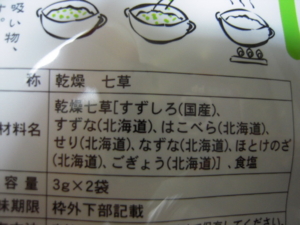 吸い物、
称 乾燥 七草
乾燥七草[すずしろ(国産)、
材料名 すずな(北海道)、はこべら(北海道)、
せり(北海道)、なずな(北海道)、ほとけのざ
(北海道)、ごぎょう(北海道)]、食塩
容量 3g×2袋
味期限 枠外下部記載